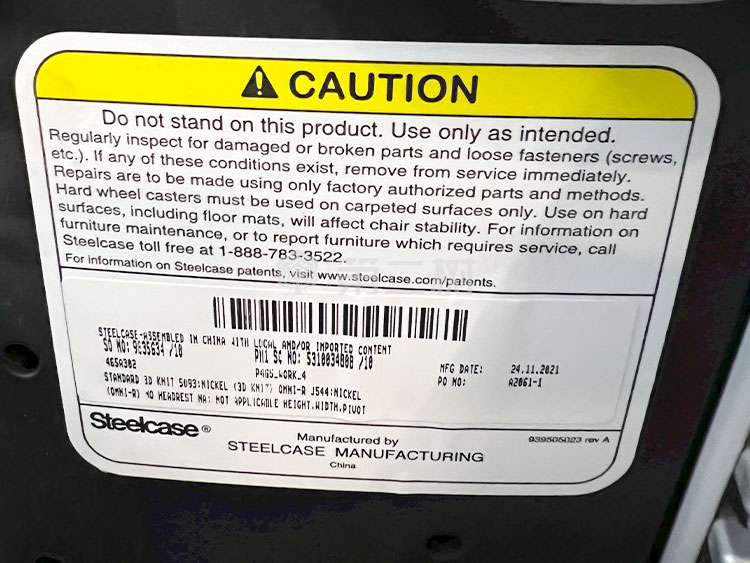 CAUTION
Do not stand on this product. Use only as intended.
Regularly inspect for damaged or broken parts and loose fasteners (screws,
etc.). If any of these conditions exist, remove from service immediately.
Repairs are to be made using only factory authorized parts and methods.
Hard wheel casters must be used on carpeted surfaces only. Use on hard
surfaces, including floor mats, will affect chair stability. For information on
furniture maintenance, or to report furniture which requires service, call
Steelcase toll free at 1-888-783-3522.
For information on Steelcase patents, visit www.steelcase.com/patents.
STEELCASE-ASSEMBLED IN CHINA WITH LOCAL AND/OR IMPORTED CONTENT
SO NO: 9635634 /10 PH1 SC NO: 5310034808 /10
MFG DATE: 24.11.2021
465A302 P4G5_WORK_4
PO NO: A2061-1
STANDARD 3D KNIT 5U93:NICKEL (3D KNIT) OMNI-R J544:NICKEL
(OMNI-R) NO HEADREST NA: NOT APPLICABLE HEIGHT,WIDTH,PIVOT
Steelcase®
Manufactured by
STEELCASE MANUFACTURING
China
939505023 rev A